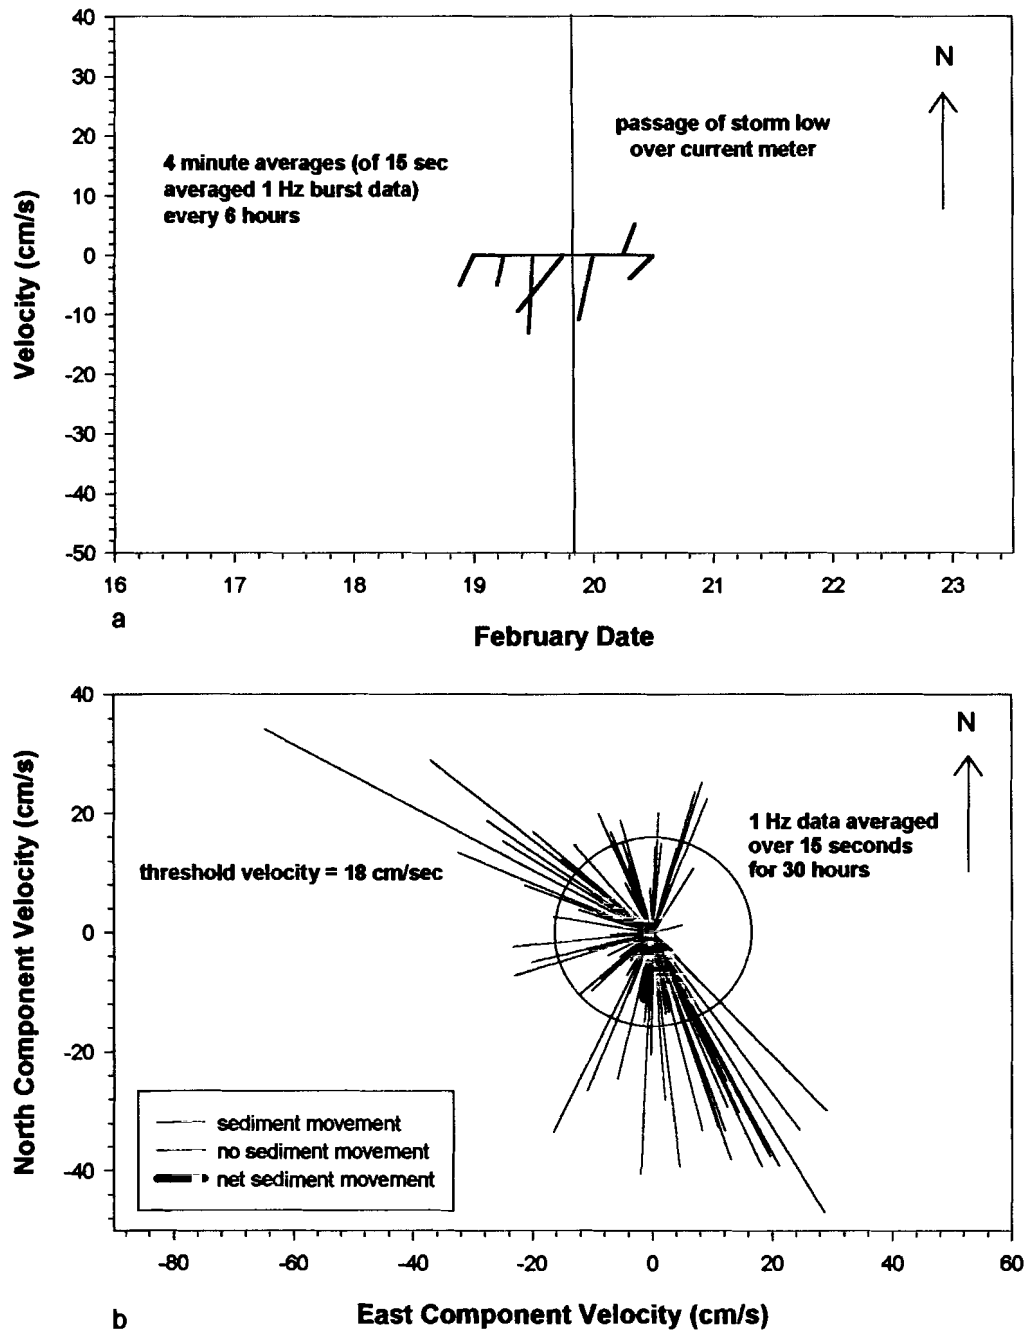 40
30
20
10
0
-10
-20
-30
-40
-50
Velocity (cm/s)
4 minute averages (of 15 sec
averaged 1 Hz burst data)
every 6 hours
passage of storm low
over current meter
N
16 17 18 19 20 21 22 23
a
February Date
40
20
0
-20
-40
North Component Velocity (cm/s)
N
threshold velocity = 18 cm/sec
1 Hz data averaged
over 15 seconds
for 30 hours
sediment movement
no sediment movement
net sediment movement
-80 -60 -40 -20 0 20 40 60
b
East Component Velocity (cm/s)